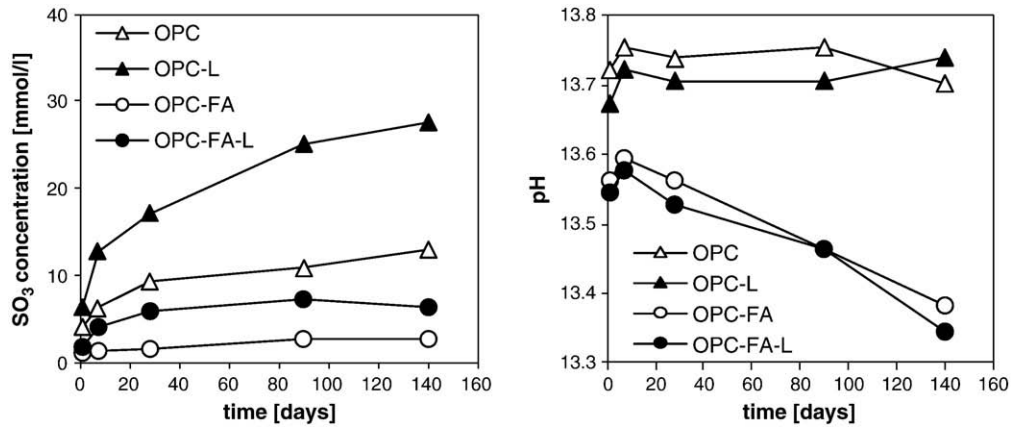 40
30
20
10
0
SO3 concentration [mmol/l]
OPC
OPC-L
OPC-FA
OPC-FA-L
0 20 40 60 80 100 120 140 160
time [days]
13.8
13.7
13.6
13.5
13.4
13.3
pH
OPC
OPC-L
OPC-FA
OPC-FA-L
0 20 40 60 80 100 120 140 160
time [days]